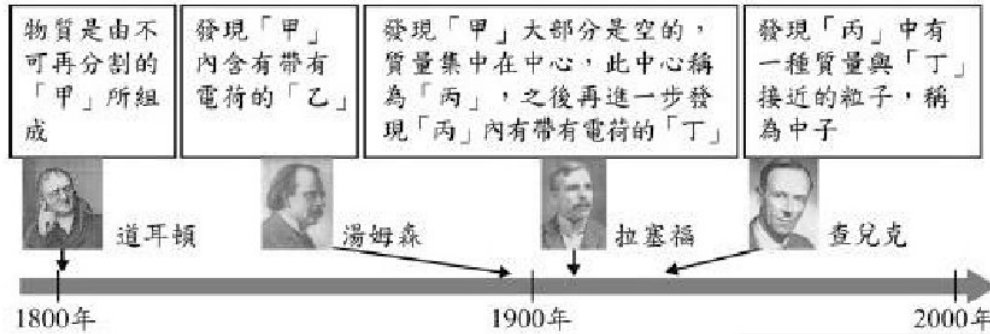 物質是由不
可再分割的
「甲」所組
成
發現「甲」
內含有帶有
電荷的「乙」
發現「甲」大部分是空的，
質量集中在中心，此中心稱
為「丙」，之後再進一步發
現「丙」內有帶有電荷的「丁」
發現「丙」中有
一種質量與「丁」
接近的粒子，稱
為中子
道耳頓
湯姆森
拉塞福
查兌克
1800年
1900年
2000年